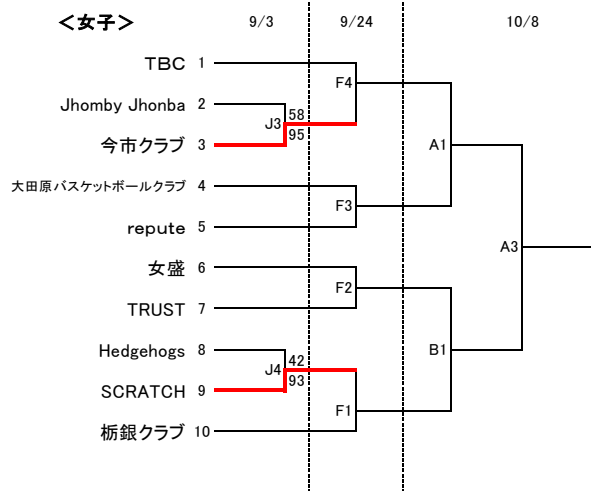 ＜女子＞ 9/3 9/24 10/8
TBC 1
F4
Jhomby Jhonba 2
58
J3
95
今市クラブ 3
A1
大田原バスケットボールクラブ 4
F3
repute 5
A3
女盛 6
F2
TRUST 7
Hedgehogs 8
B1
42
J4
93
SCRATCH 9
F1
栃銀クラブ 10